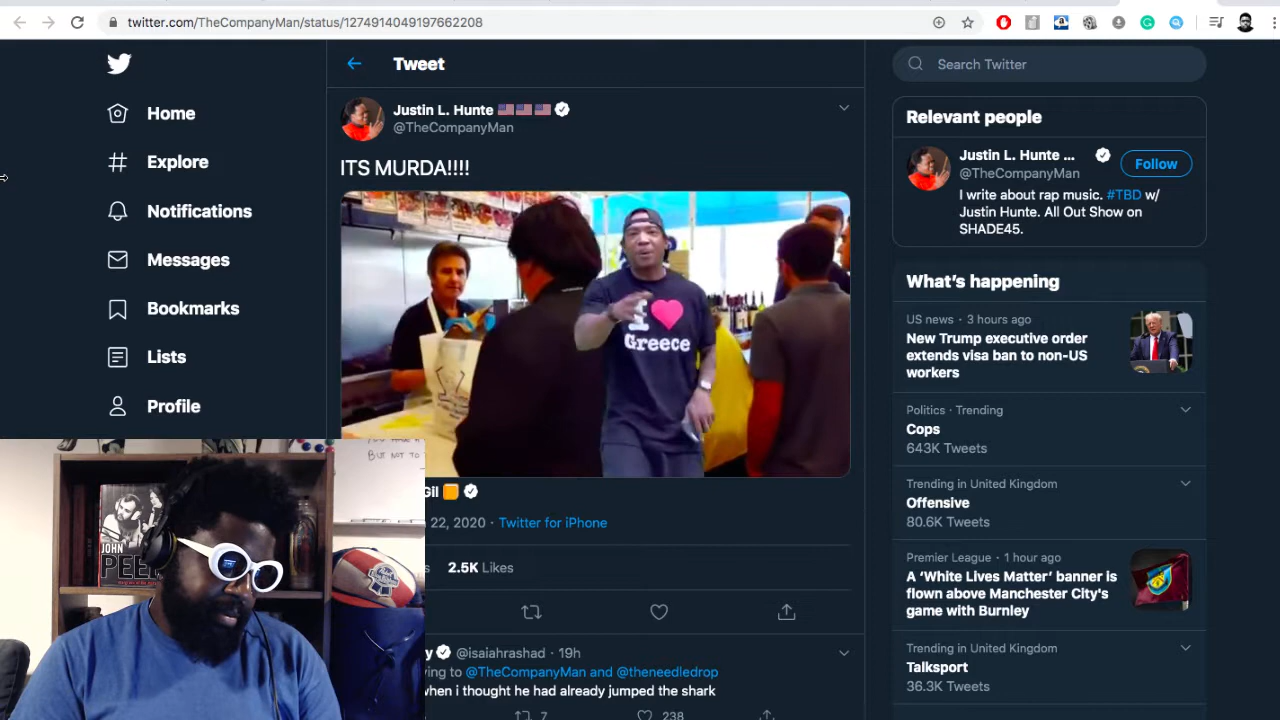 twitter.com/TheCompanyMan/status/1274914049197662208
Home
Explore
Notifications
Messages
Bookmarks
Lists
Profile
Tweet
Justin L. Hunte
@TheCompanyMan
ITS MURDA!!!!
I
Greece
Gil
22, 2020 · Twitter for iPhone
2.5K Likes
@isaiahrashad · 19h
ying to @TheCompanyMan and @theneedledrop
when i thought he had already jumped the shark
7
238
Search Twitter
Relevant people
Justin L. Hunte ...
@TheCompanyMan
Follow
I write about rap music. #TBD w/
Justin Hunte. All Out Show on
SHADE45.
What's happening
US news · 3 hours ago
New Trump executive order
extends visa ban to non-US
workers
Politics · Trending
Cops
643K Tweets
Trending in United Kingdom
Offensive
80.6K Tweets
Premier League · 1 hour ago
A ‘White Lives Matter’ banner is
flown above Manchester City's
game with Burnley
Trending in United Kingdom
Talksport
36.3K Tweets
BUT NOT TO
JOHN
PEE